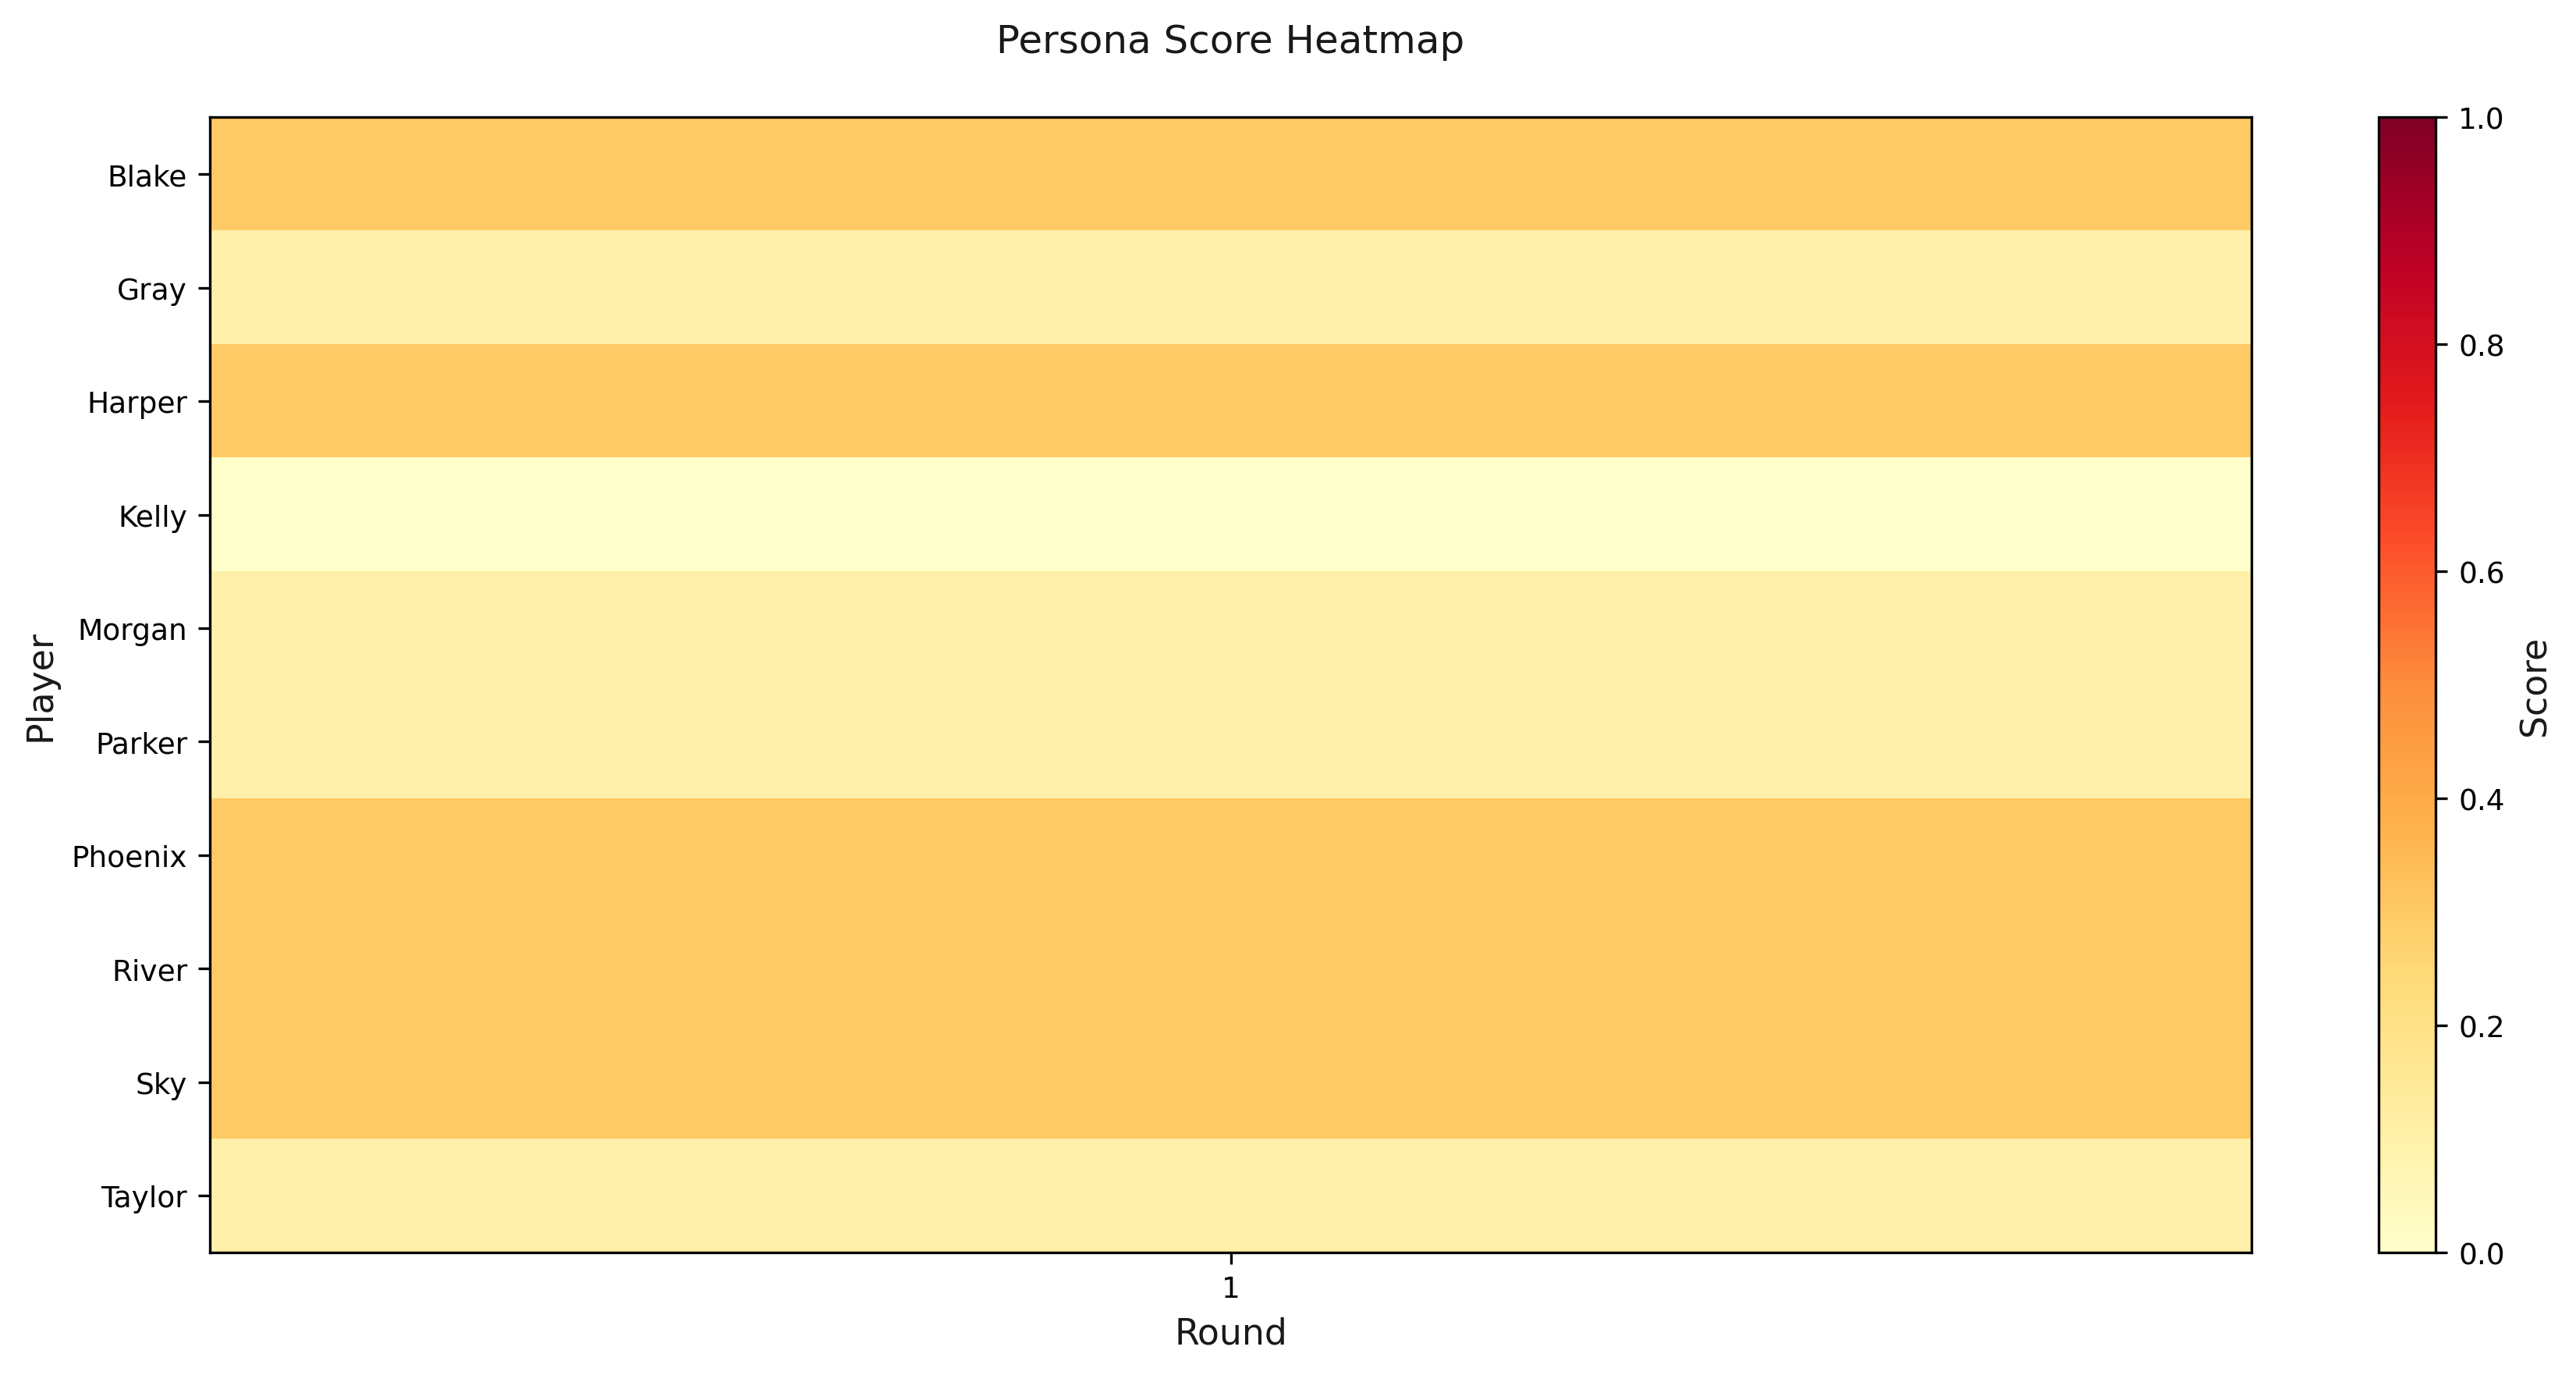 Persona Score Heatmap
Player
Blake
Gray
Harper
Kelly
Morgan
Parker
Phoenix
River
Sky
Taylor
1
Round
1.0
0.8
0.6
0.4
0.2
0.0
Score